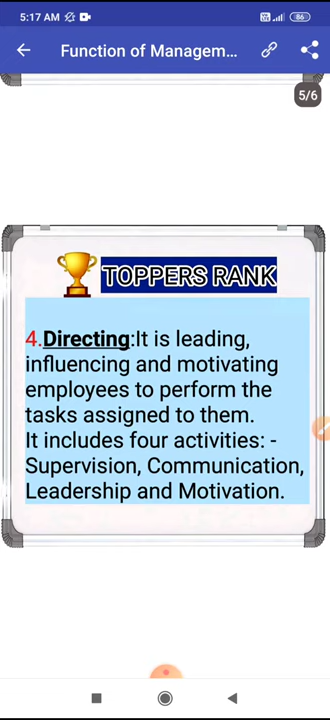 5:17 AM
86
Function of Managem...
5/6
TOPPERS RANK
4.Directing:It is leading,
influencing and motivating
employees to perform the
tasks assigned to them.
It includes four activities: -
Supervision, Communication,
Leadership and Motivation.